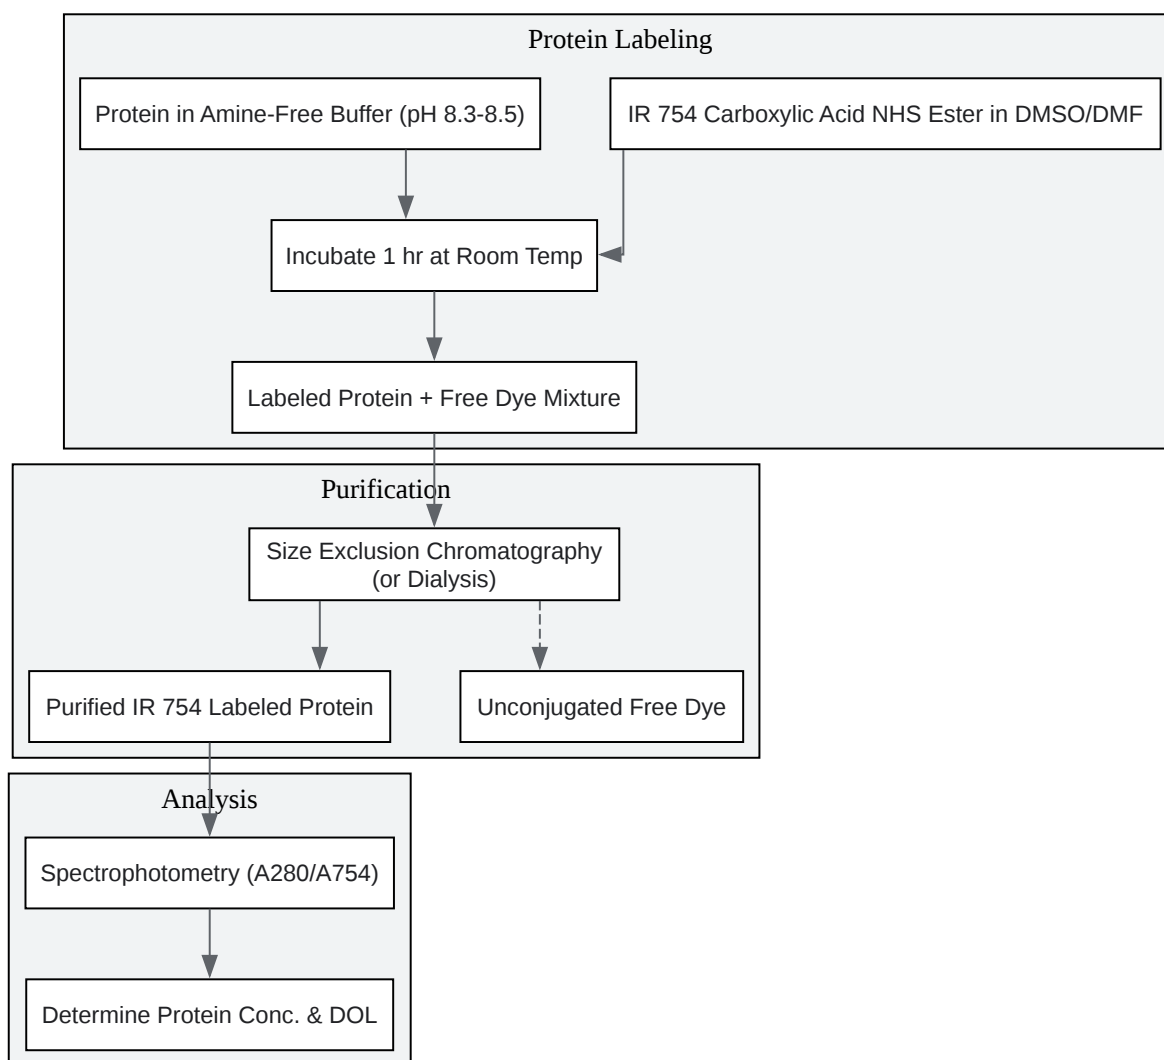 Protein Labeling
Protein in Amine-Free Buffer (pH 8.3-8.5)
IR 754 Carboxylic Acid NHS Ester in DMSO/DMF
Incubate 1 hr at Room Temp
Labeled Protein + Free Dye Mixture
Purification
Size Exclusion Chromatography
(or Dialysis)
Purified IR 754 Labeled Protein
Unconjugated Free Dye
Analysis
Spectrophotometry (A280/A754)
Determine Protein Conc. & DOL